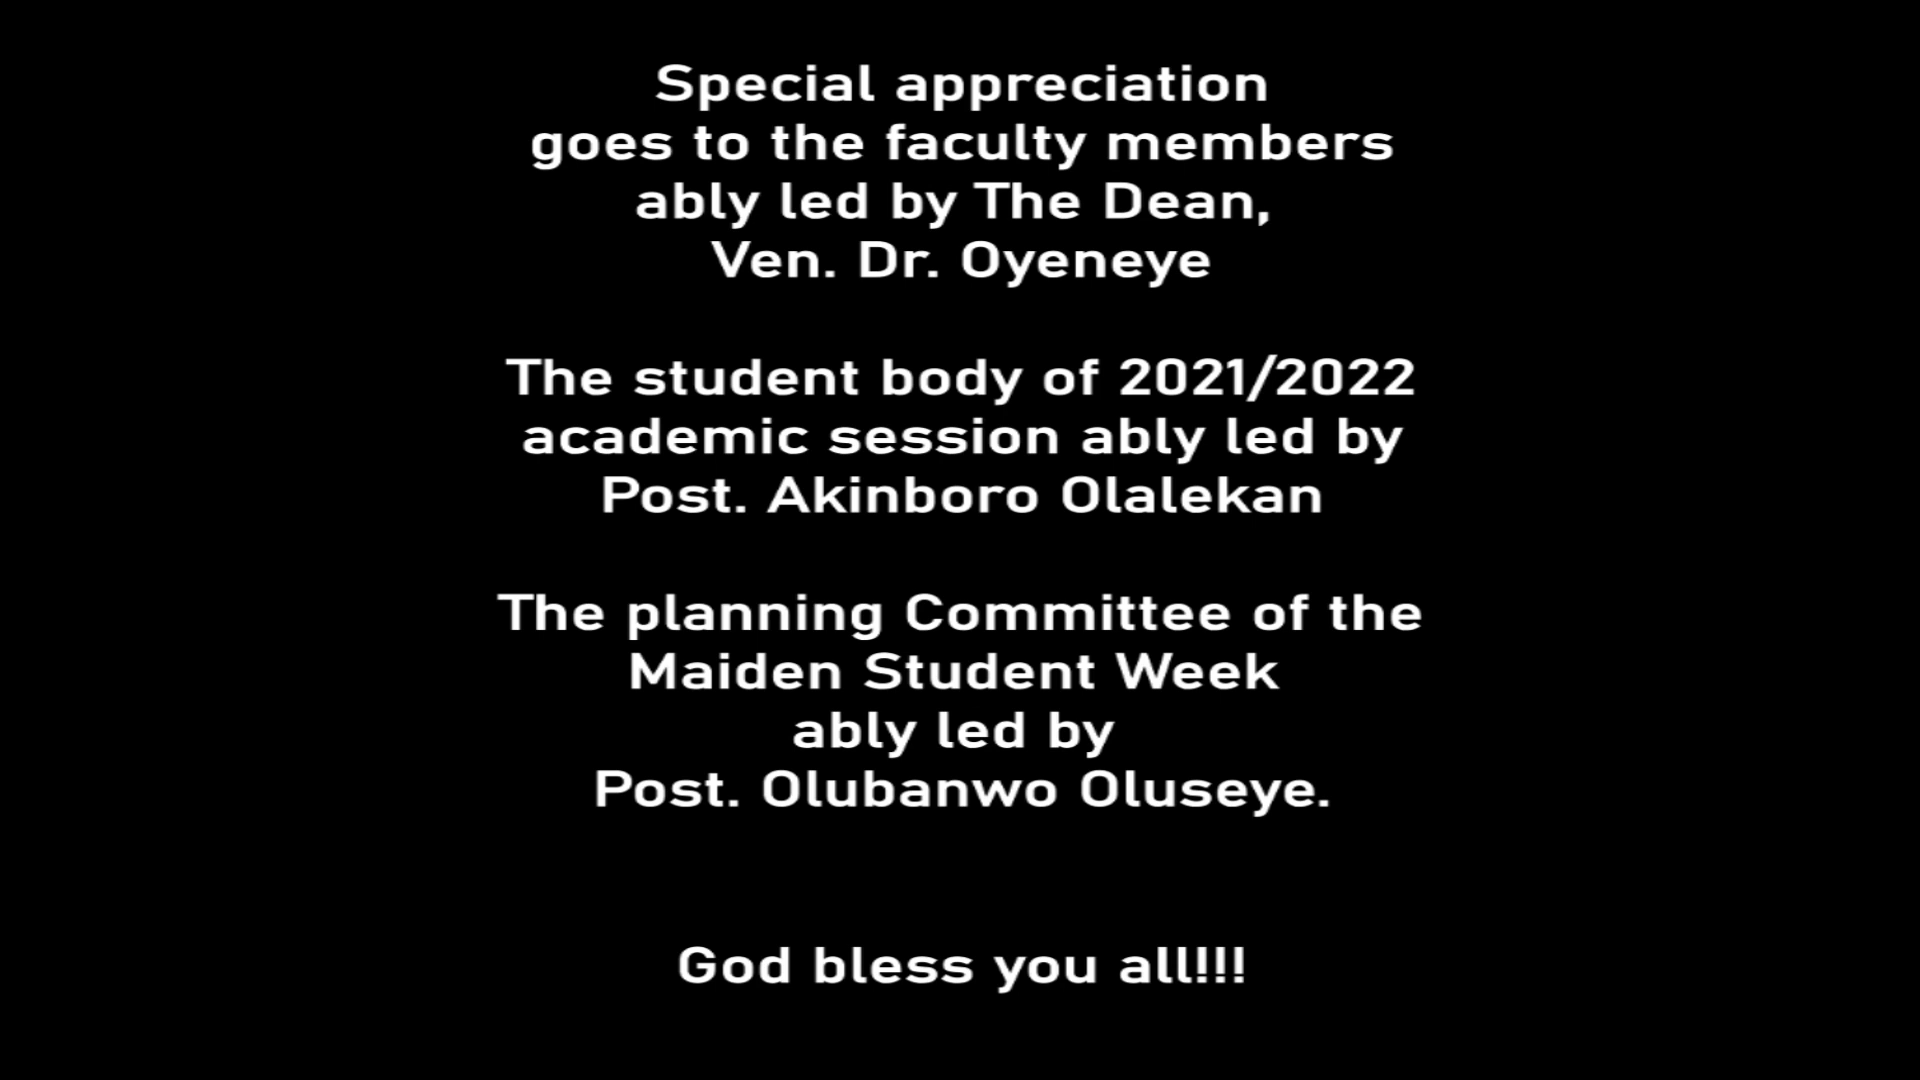 Special appreciation
goes to the faculty members
ably led by The Dean,
Ven. Dr. Oyeneye
The student body of 2021/2022
academic session ably led by
Post. Akinboro Olalekan
The planning Committee of the
Maiden Student Week
ably led by
Post. Olubanwo Oluseye.
God bless you all!!!